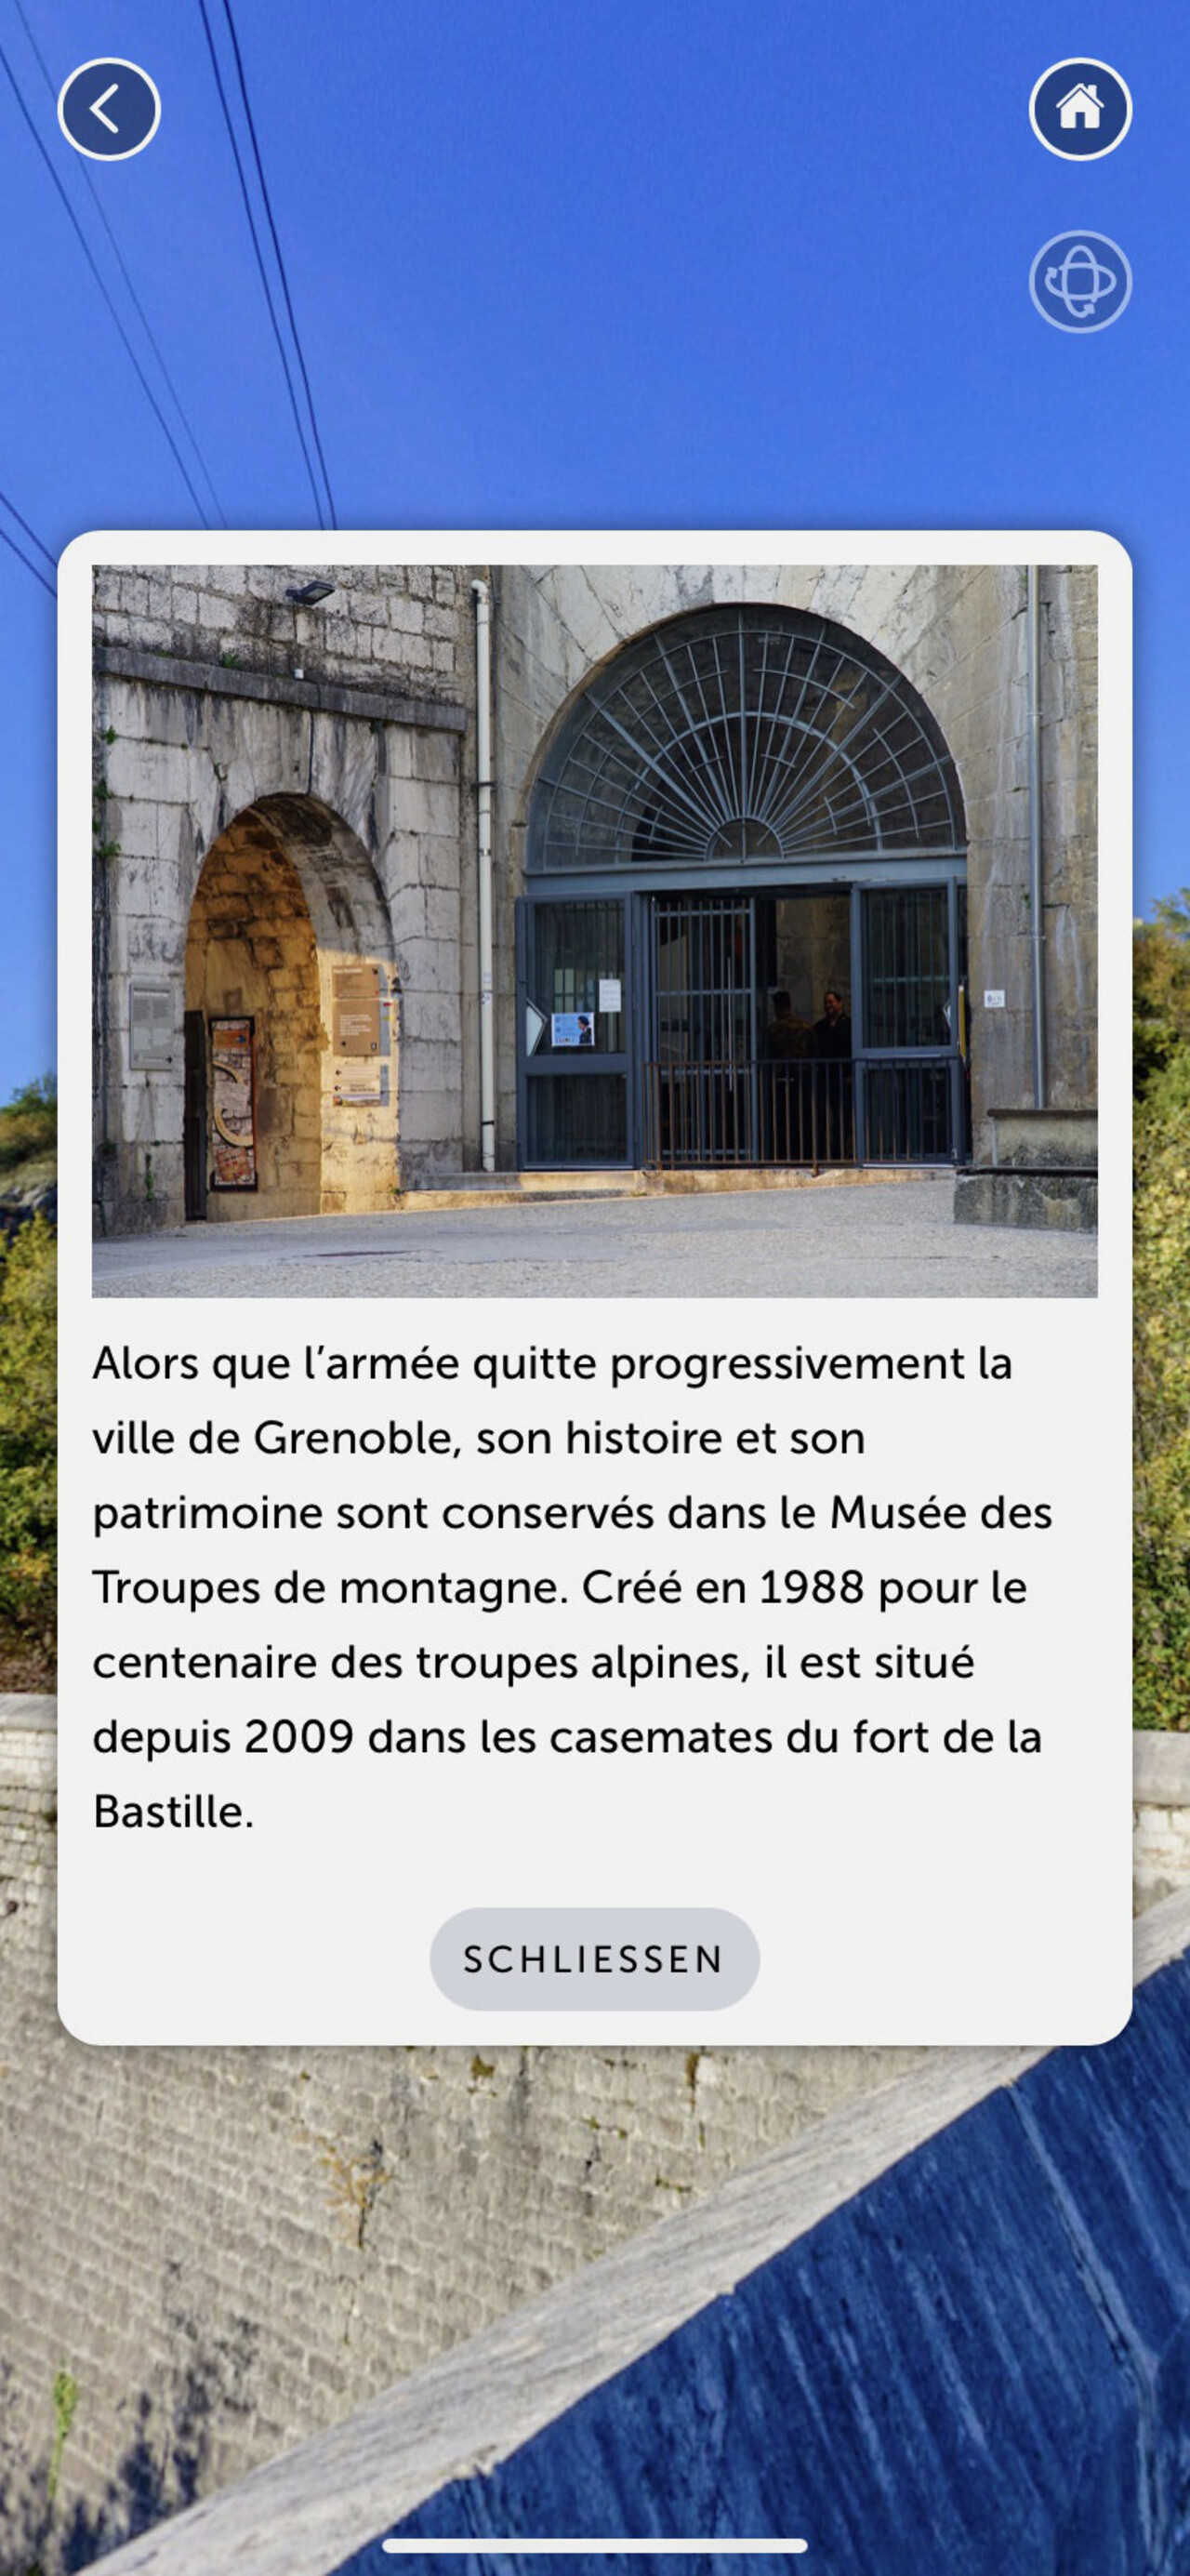 Alors que l’armée quitte progressivement la
ville de Grenoble, son histoire et son
patrimoine sont conservés dans le Musée des
Troupes de montagne. Créé en 1988 pour le
centenaire des troupes alpines, il est situé
depuis 2009 dans les casemates du fort de la
Bastille.
SCHLIESSEN